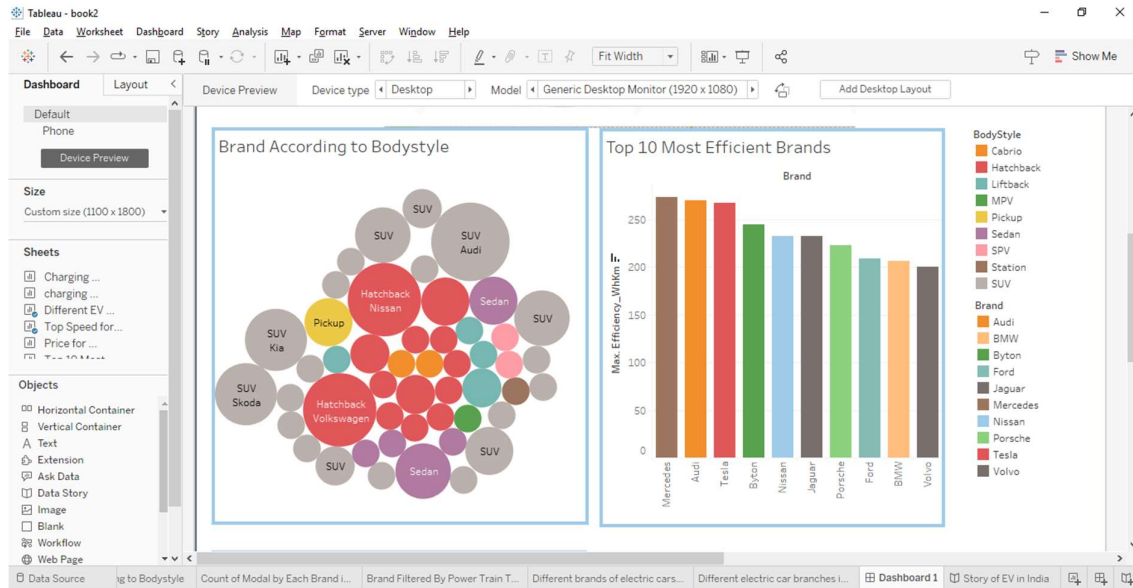 Tableau - book2
File Data Worksheet Dashboard Story Analysis Map Format Server Window Help
Fit Width
Show Me
Dashboard Layout
Device Preview Device type Desktop Model Generic Desktop Monitor (1920 x 1080) Add Desktop Layout
Default
Phone
Device Preview
Size
Custom size (1100 x 1800)
Sheets
Charging ...
charging ...
Different EV ...
Top Speed for...
Price for ...
Top 10 Most
Objects
Horizontal Container
Vertical Container
Text
Extension
Ask Data
Data Story
Image
Blank
Workflow
Web Page
Brand According to Bodystyle
SUV
SUV
SUV
Audi
Hatchback
Nissan
Sedan
Pickup
SUV
SUV
Kia
SUV
Skoda
Hatchback
Volkswagen
SUV
SUV
Sedan
Top 10 Most Efficient Brands
Brand
Max. Efficiency_WhKm
250
200
150
100
50
0
Mercedes
Audi
Tesla
Byton
Nissan
Jaguar
Porsche
Ford
BMW
Volvo
BodyStyle
Cabrio
Hatchback
Liftback
MPV
Pickup
Sedan
SPV
Station
SUV
Brand
Audi
BMW
Byton
Ford
Jaguar
Mercedes
Nissan
Porsche
Tesla
Volvo
Data Source ng to Bodystyle Count of Modal by Each Brand i... Brand Filtered By Power Train T... Different brands of electric cars... Different electric car branches i... Dashboard 1 Story of EV in India